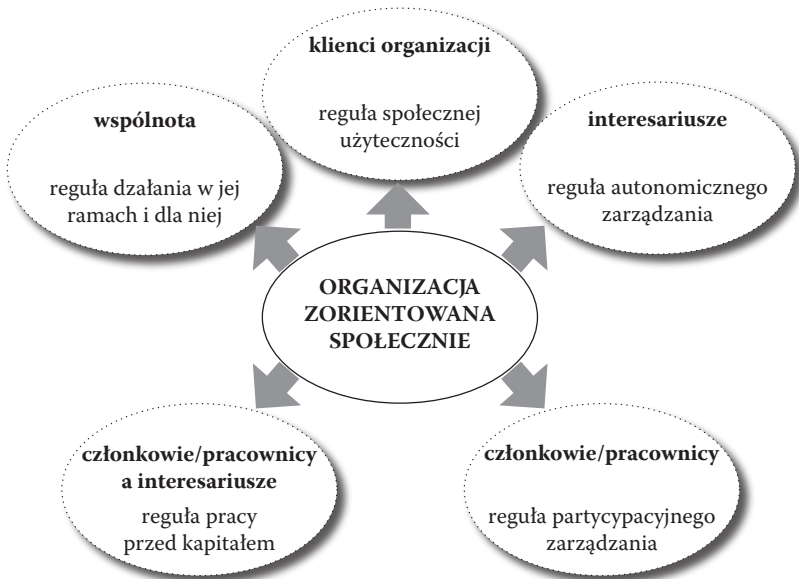 klienci organizacji
reguła społecznej
użyteczności
wspólnota
reguła dzałania w jej
ramach i dla niej
interesariusze
reguła autonomicznego
zarządzania
ORGANIZACJA
ZORIENTOWANA
SPOŁECZNIE
członkowie/pracownicy
a interesariusze
reguła pracy
przed kapitałem
członkowie/pracownicy
reguła partycypacyjnego
zarządzania